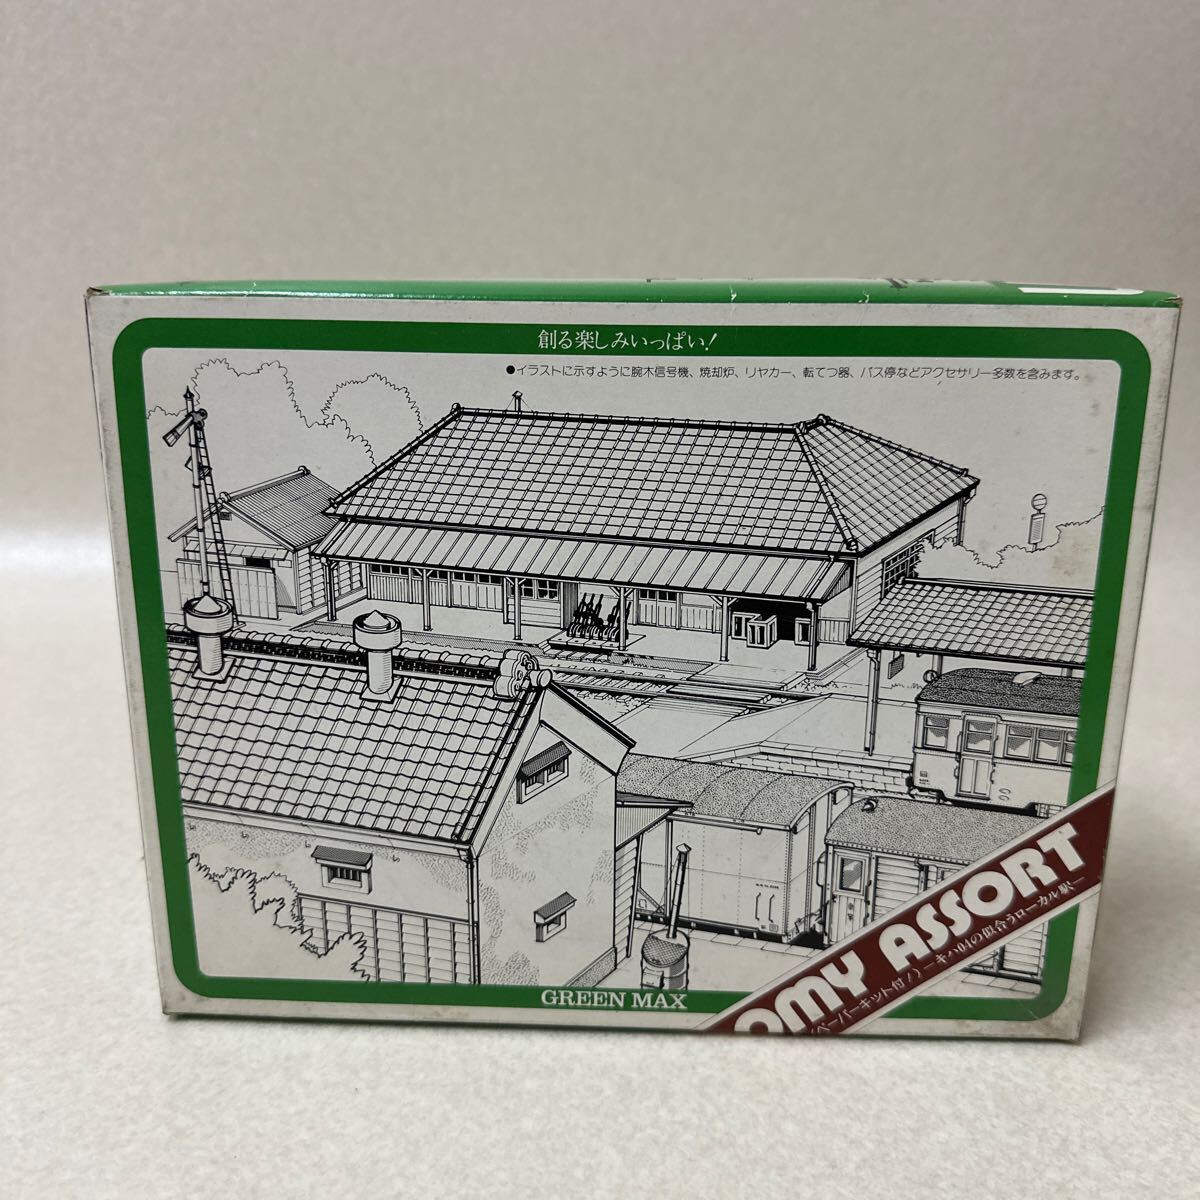 創る楽しみいっぱい！
●イラストに示すように腕木信号機、焼却炉、リヤカー、転てつ器、バス停などアクセサリー多数を含みます。
GREEN MAX
OMY ASSORT
ペーパーキット付/)―キハ04の似合うローカル駅―